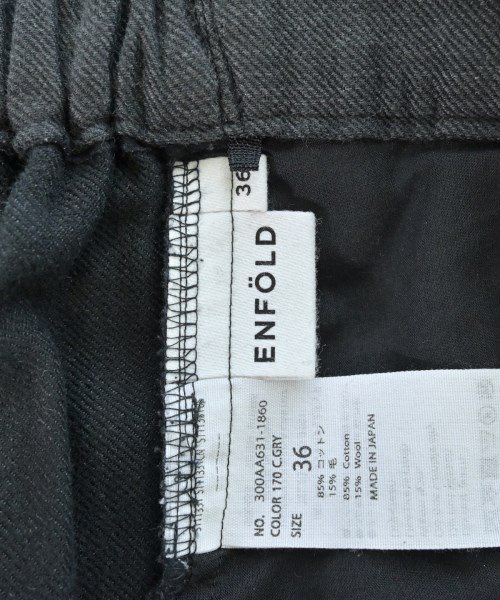 36
ENFÖLD
NO. 300AA631-1860
COLOR 170 C.GRY
SIZE 36
85% コットン
15% 毛
85% Cotton
15% Wool
MADE IN JAPAN